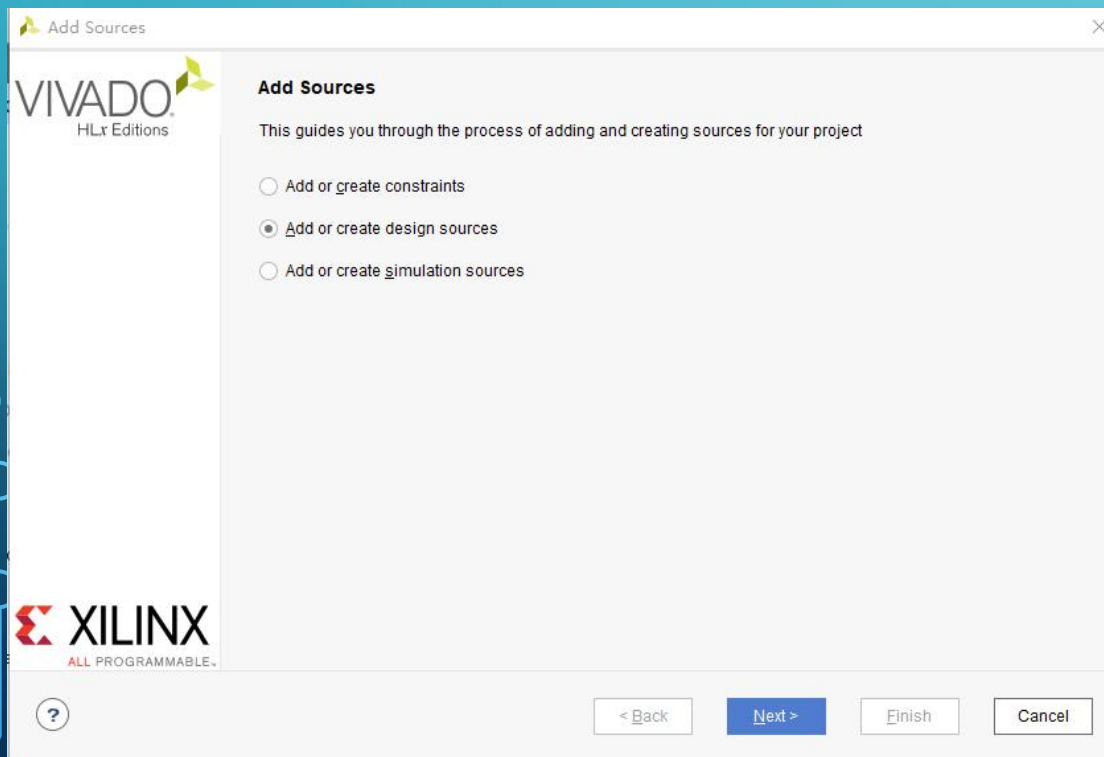 Add Sources
VIVADO
HLx Editions
Add Sources
This guides you through the process of adding and creating sources for your project
Add or create constraints
Add or create design sources
Add or create simulation sources
XILINX
ALL PROGRAMMABLE™
?
< Back
Next >
Finish
Cancel